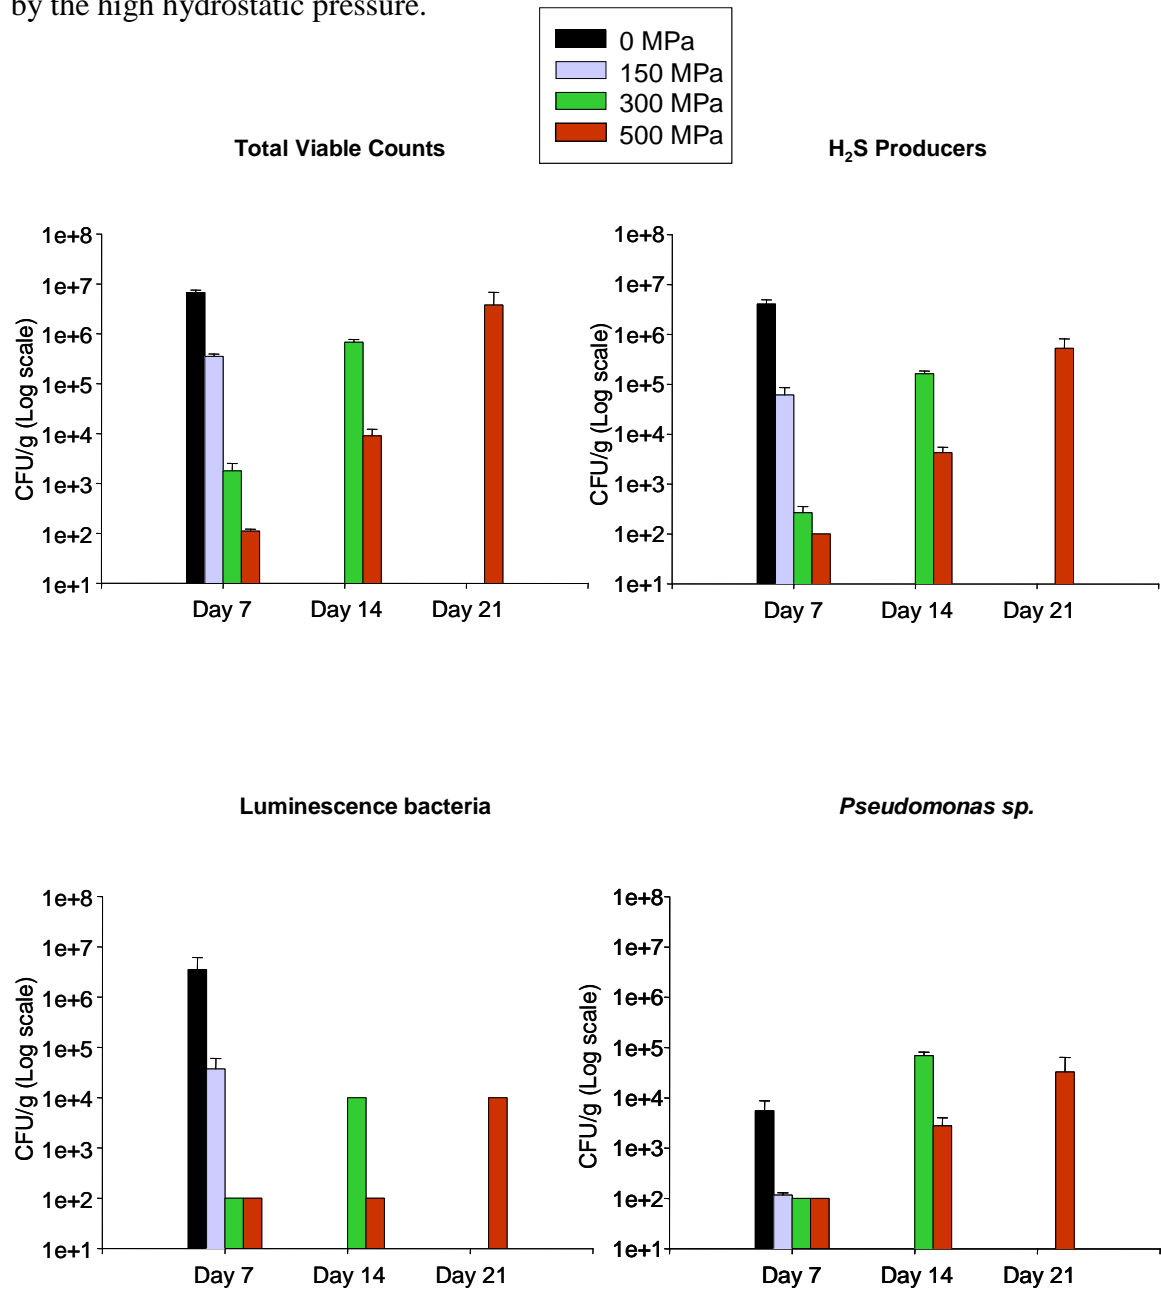 by the high hydrostatic pressure.
0 MPa
150 MPa
300 MPa
500 MPa
Total Viable Counts
CFU/g (Log scale)
1e+8
1e+7
1e+6
1e+5
1e+4
1e+3
1e+2
1e+1
Day 7 Day 14 Day 21
H₂S Producers
CFU/g (Log scale)
1e+8
1e+7
1e+6
1e+5
1e+4
1e+3
1e+2
1e+1
Day 7 Day 14 Day 21
Luminescence bacteria
CFU/g (Log scale)
1e+8
1e+7
1e+6
1e+5
1e+4
1e+3
1e+2
1e+1
Day 7 Day 14 Day 21
Pseudomonas sp.
CFU/g (Log scale)
1e+8
1e+7
1e+6
1e+5
1e+4
1e+3
1e+2
1e+1
Day 7 Day 14 Day 21